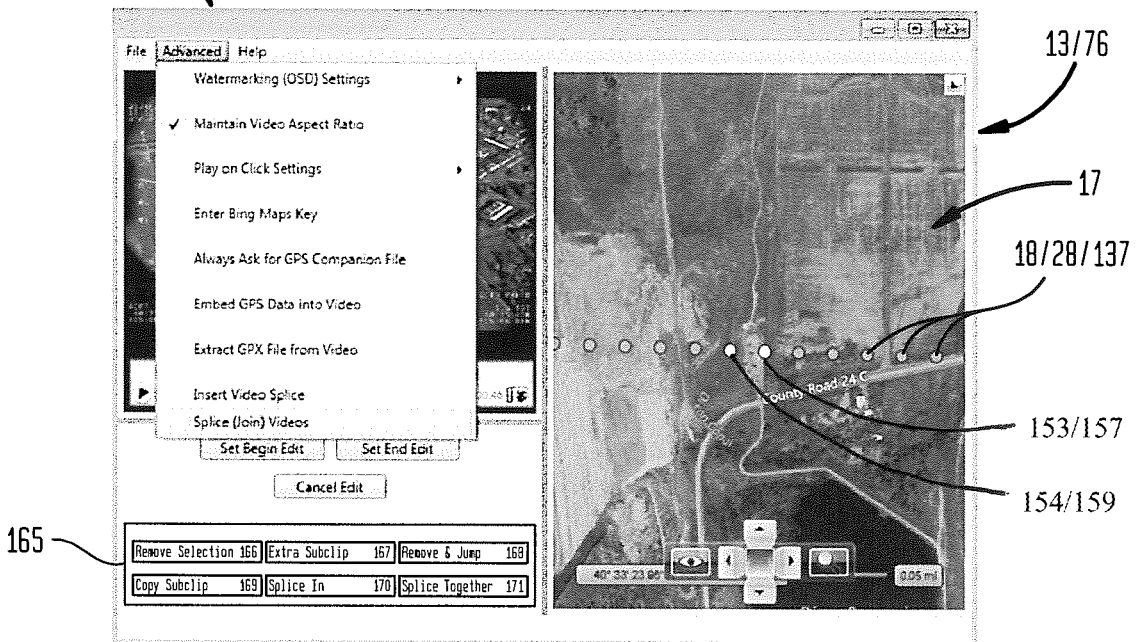 File Advanced Help
Watermarking (OSD) Settings
✓ Maintain Video Aspect Ratio
Play on Click Settings
Enter Bing Maps Key
Always Ask for GPS Companion File
Embed GPS Data into Video
Extract GPX File from Video
Insert Video Splice
Splice (Join) Videos
Set Begin Edit Set End Edit
Cancel Edit
165
Remove Selection 166 Extra Subclip 167 Remove & Jump 168
Copy Subclip 169 Splice In 170 Splice Together 171
County Road 24 C
0.05 mi
13/76
17
18/28/137
153/157
154/159